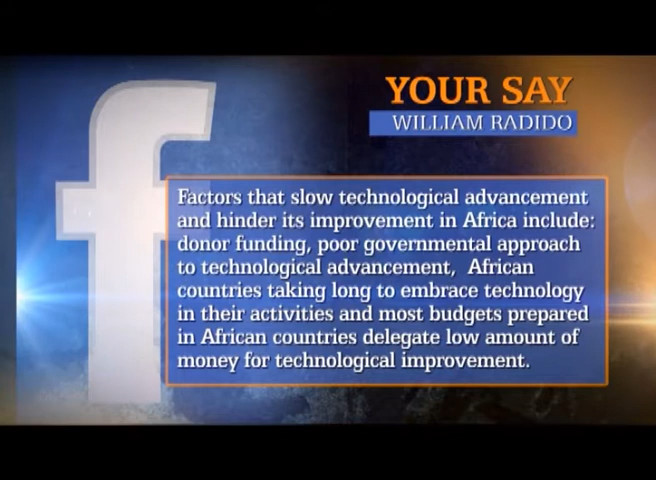 YOUR SAY
WILLIAM RADIDO
Factors that slow technological advancement
and hinder its improvement in Africa include:
donor funding, poor governmental approach
to technological advancement, African
countries taking long to embrace technology
in their activities and most budgets prepared
in African countries delegate low amount of
money for technological improvement.